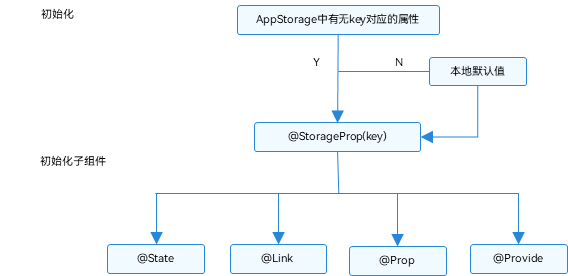 初始化
AppStorage中有无key对应的属性
Y
N
本地默认值
@StorageProp(key)
初始化子组件
@State
@Link
@Prop
@Provide